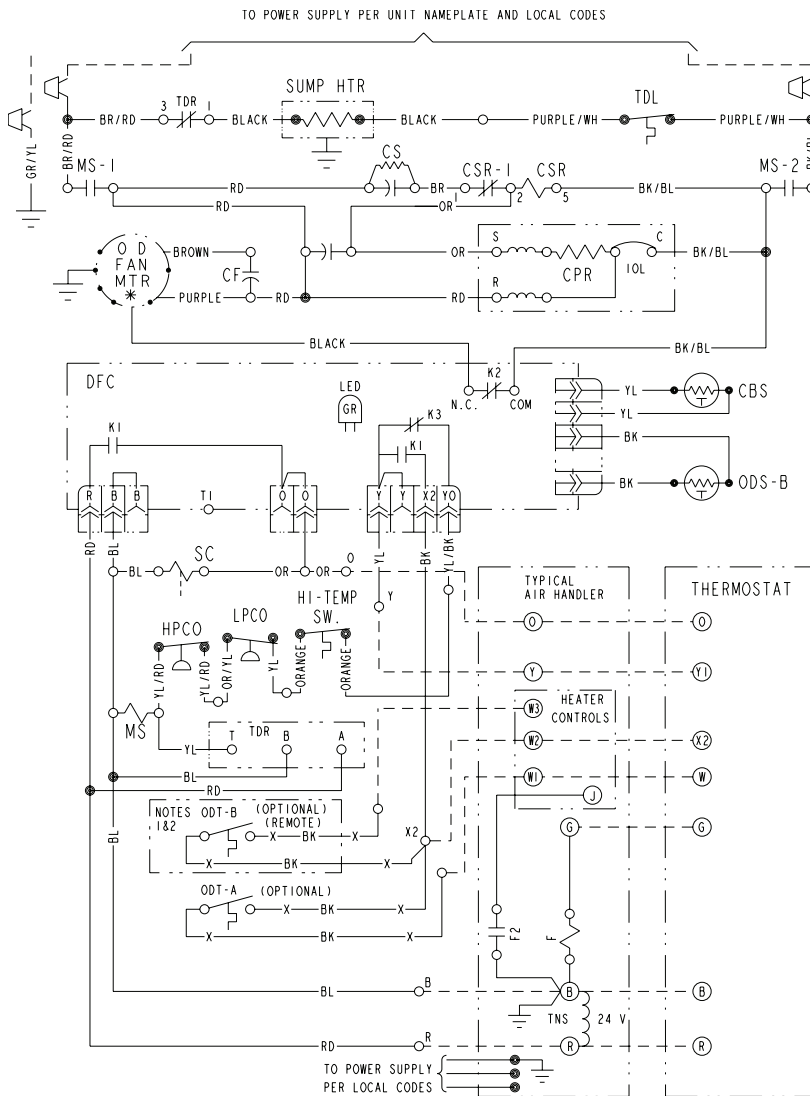 TO POWER SUPPLY PER UNIT NAMEPLATE AND LOCAL CODES
SUMP HTR
TDL
BR/RD 3 TDR 1 BLACK BLACK PURPLE/WH PURPLE/WH
GR/YL
BR/RD
BK/BL
MS-1
CS
CSR-1 CSR
MS-2
RD BR 1 2 5 BK/BL
RD OR
O D
FAN
MTR
*
BROWN
CF
PURPLE RD
OR S C BK/BL
CPR IOL
RD R
BLACK
BK/BL
DFC
LED
GR
K2
N.C. COM
K3
K1
K1
YL CBS
YL
BK
BK ODS-B
R B B T1 O O Y Y X2 YO
RD
BL
YL
BK
YL/BK
SC
BL OR OR O
Y
HI-TEMP
SW.
HPCO LPCO
YL/RD
YL/RD
OR/YL
YL
ORANGE
ORANGE
MS
YL
TDR
T B A
BL
RD
BL
NOTES
1&2
ODT-B (OPTIONAL)
(REMOTE)
X BK X
X BK X
X2
ODT-A (OPTIONAL)
X BK X
X BK X
TYPICAL
AIR HANDLER
THERMOSTAT
O O
Y Y1
HEATER
CONTROLS
W3
W2 X2
W1 W
J
G G
F2
F
BL B B B
TNS 24 V
RD R R R
TO POWER SUPPLY
PER LOCAL CODES